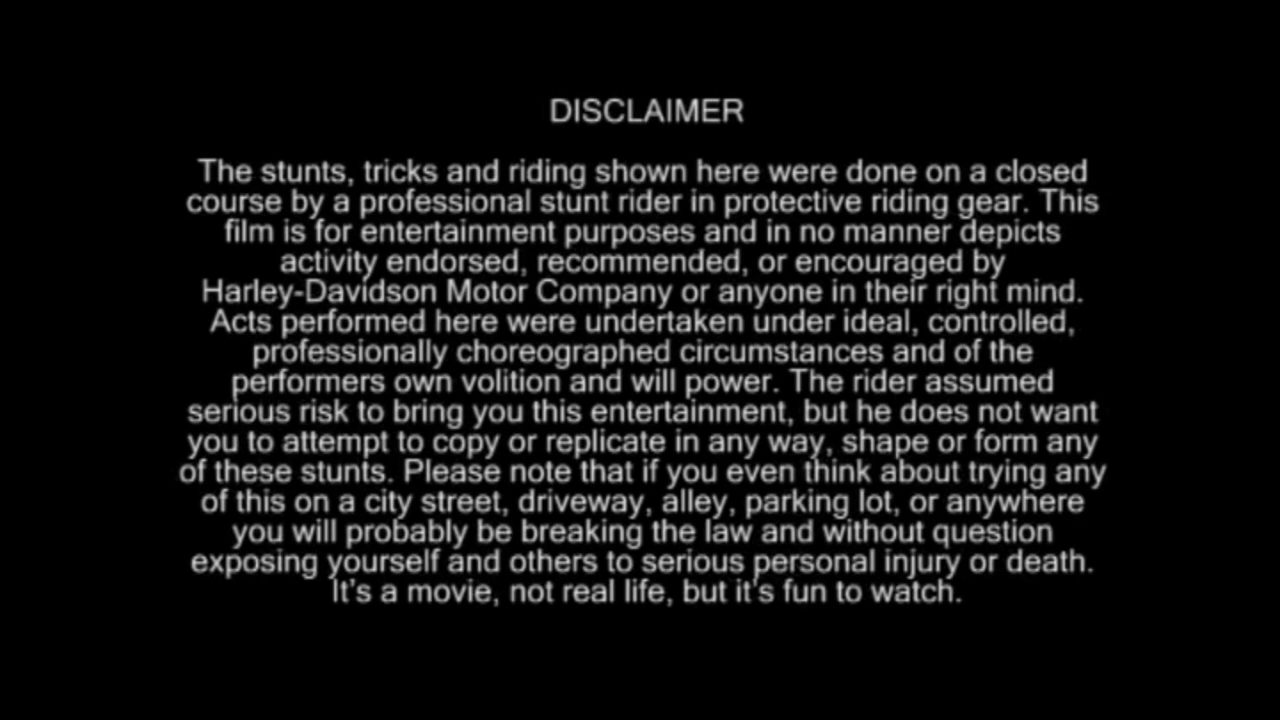 DISCLAIMER
The stunts, tricks and riding shown here were done on a closed
course by a professional stunt rider in protective riding gear. This
film is for entertainment purposes and in no manner depicts
activity endorsed, recommended, or encouraged by
Harley-Davidson Motor Company or anyone in their right mind.
Acts performed here were undertaken under ideal, controlled,
professionally choreographed circumstances and of the
performers own volition and will power. The rider assumed
serious risk to bring you this entertainment, but he does not want
you to attempt to copy or replicate in any way, shape or form any
of these stunts. Please note that if you even think about trying any
of this on a city street, driveway, alley, parking lot, or anywhere
you will probably be breaking the law and without question
exposing yourself and others to serious personal injury or death.
It's a movie, not real life, but it's fun to watch.